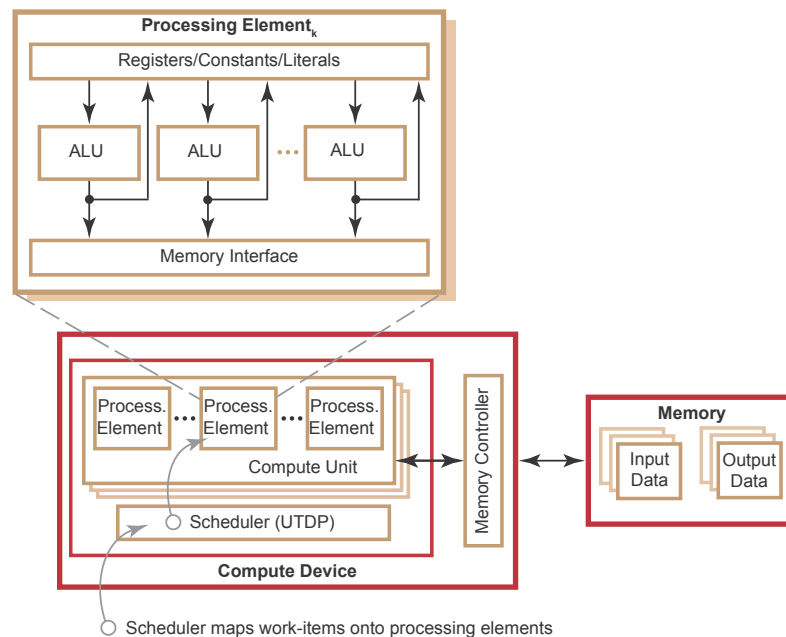 Processing Elementk
Registers/Constants/Literals
ALU
ALU
ALU
Memory Interface
Process.
Element
Process.
Element
Process.
Element
Compute Unit
Scheduler (UTDP)
Compute Device
Memory Controller
Memory
Input
Data
Output
Data
Scheduler maps work-items onto processing elements